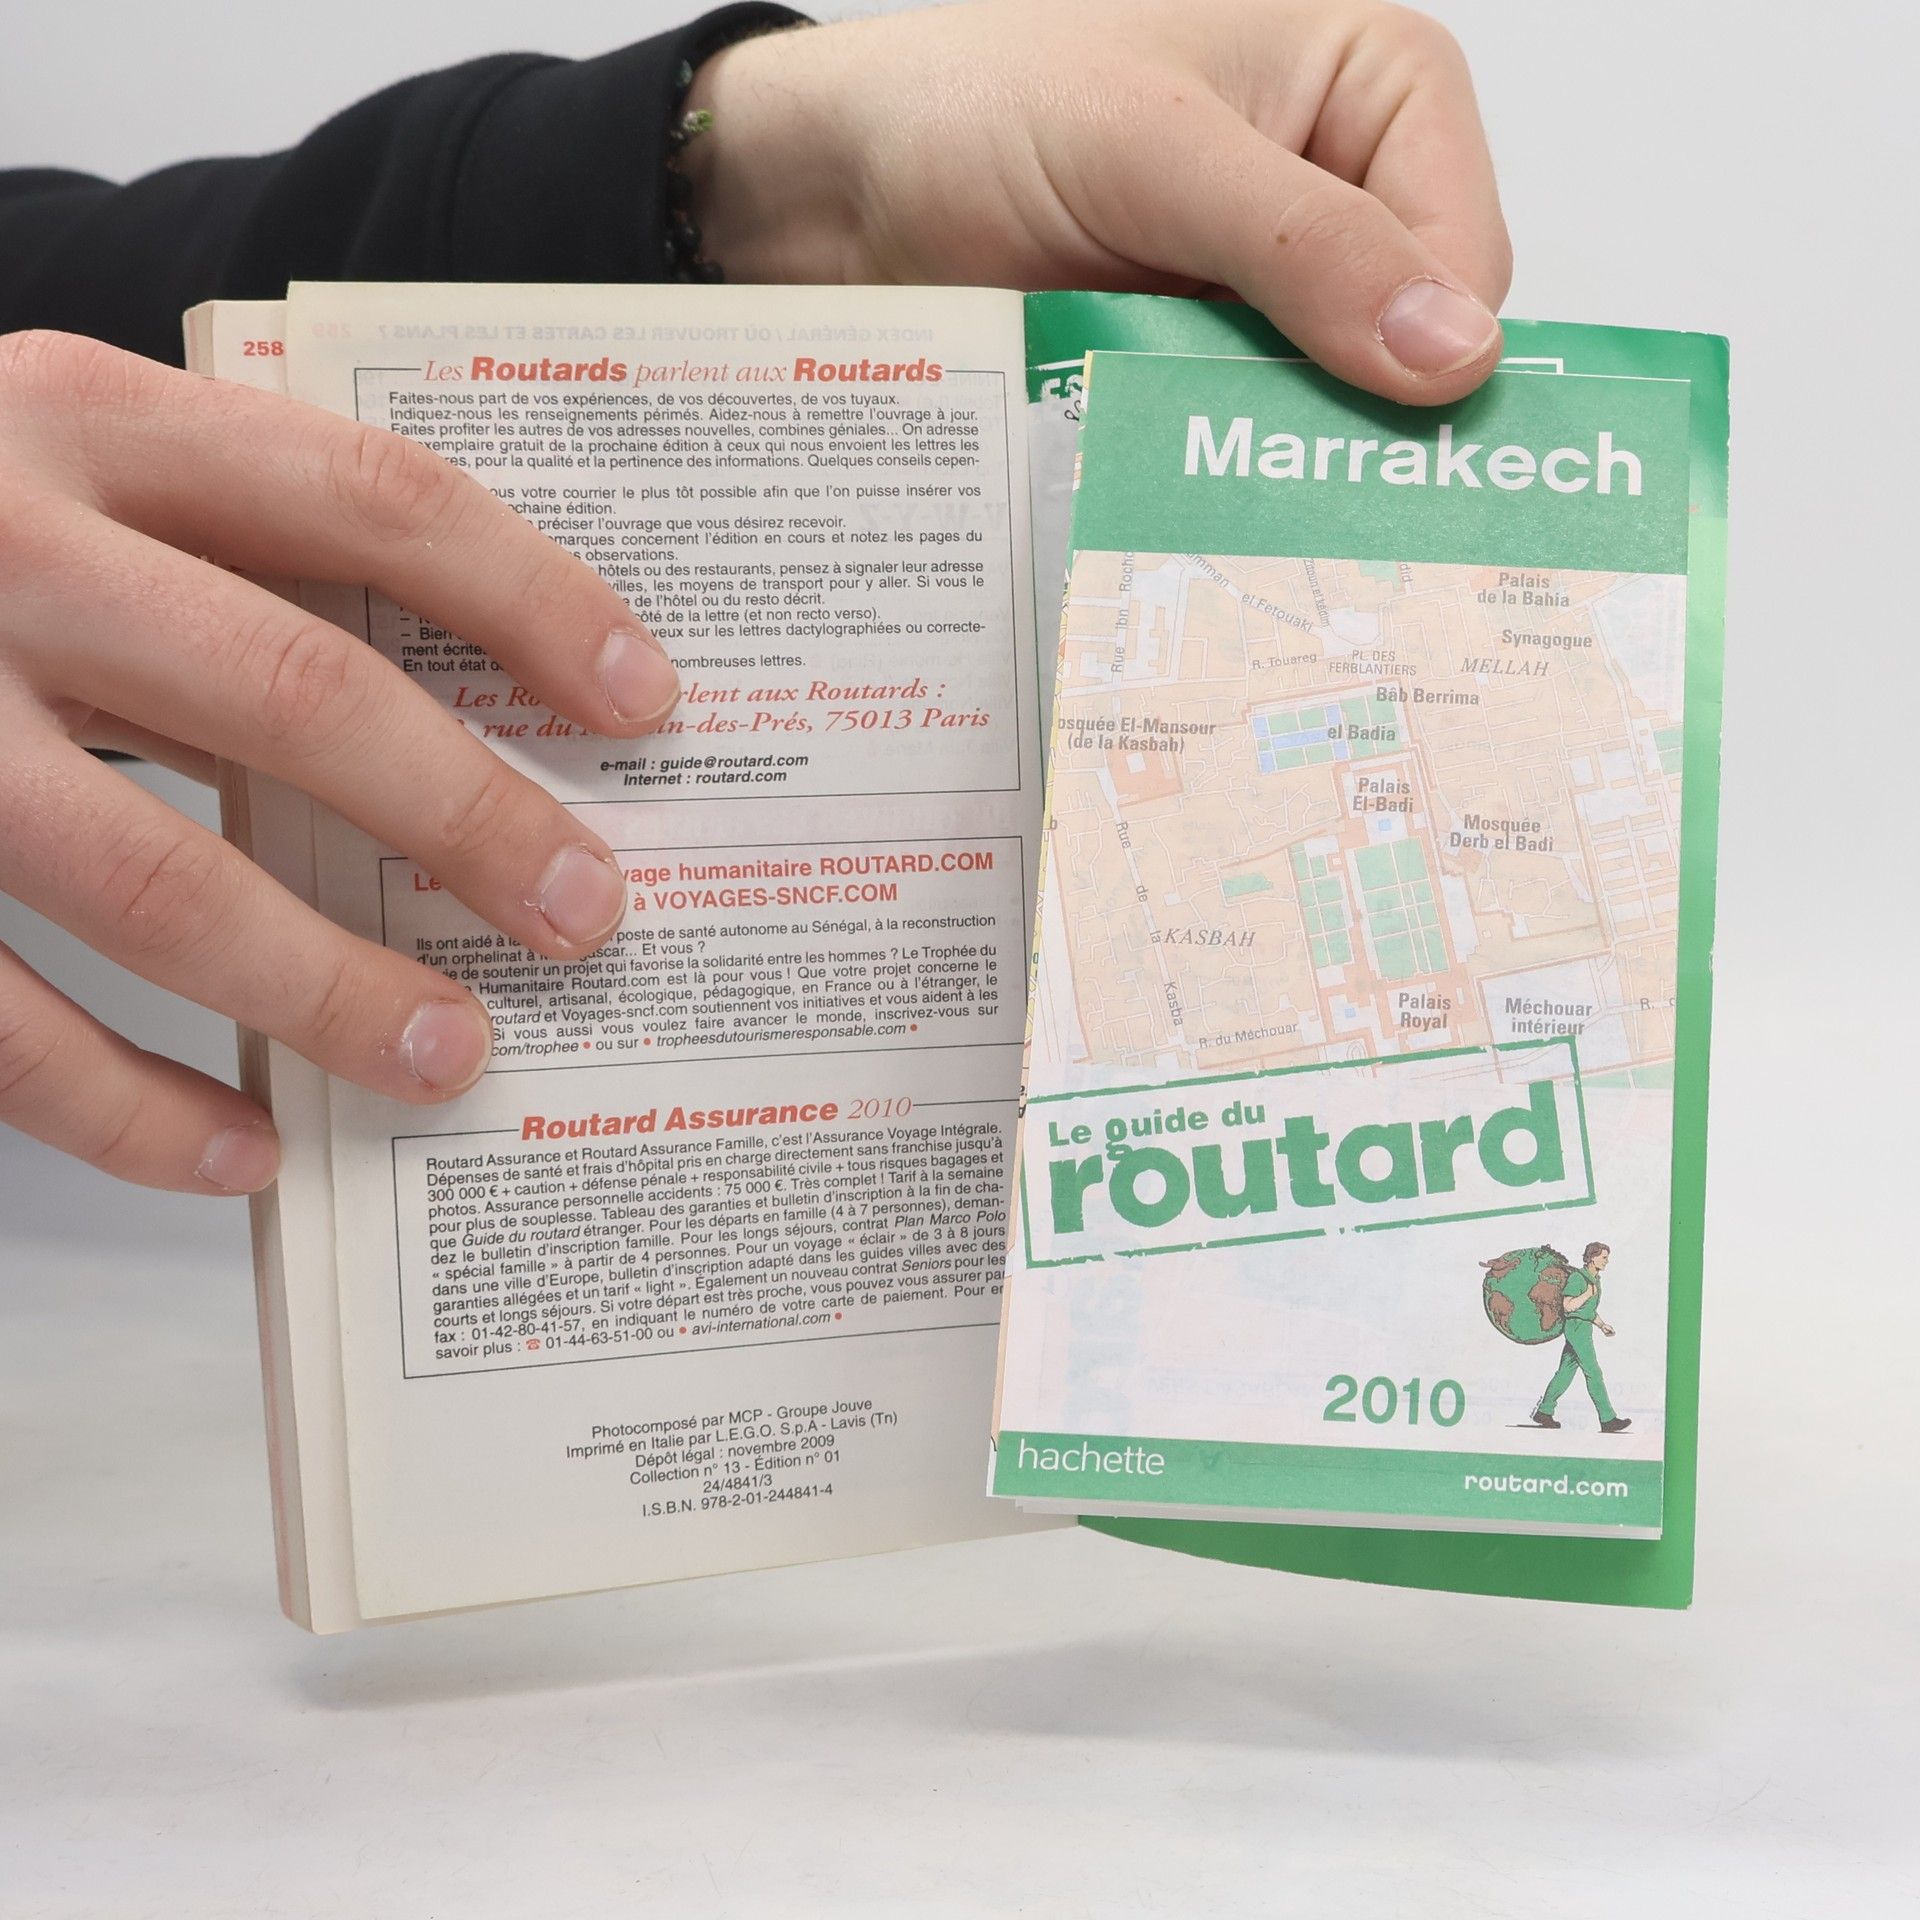 258
Les Routards parlent aux Routards
Faites-nous part de vos expériences, de vos découvertes, de vos tuyaux.
Indiquez-nous les renseignements périmés. Aidez-nous à remettre l'ouvrage à jour.
Faites profiter les autres de vos adresses nouvelles, combines géniales... On adresse
exemplaire gratuit de la prochaine édition à ceux qui nous envoient les lettres les
pour la qualité et la pertinence des informations. Quelques conseils cepen-
votre courrier le plus tôt possible afin que l'on puisse insérer vos
édition.
préciser l'ouvrage que vous désirez recevoir.
concernent l'édition en cours et notez les pages du
observations.
hôtels ou des restaurants, pensez à signaler leur adresse
les moyens de transport pour y aller. Si vous le
de l'hôtel ou du resto décrit.
de la lettre (et non recto verso).
– Bien sur les lettres dactylographiées ou correcte-
ment
En tout état nombreuses lettres.
Les aux Routards :
rue du 75013 Paris
e-mail : guide@routard.com
Internet : routard.com
humanitaire ROUTARD.COM
à VOYAGES-SNCF.COM
Ils ont aidé à poste de santé autonome au Sénégal, à la reconstruction
d'un orphelinat à Et vous ?
de soutenir un projet qui favorise la solidarité entre les hommes ? Le Trophée du
Humanitaire Routard.com est là pour vous ! Que votre projet concerne le
culturel, artisanal, écologique, pédagogique, en France ou à l'étranger, le
routard et Voyages-sncf.com soutiennent vos initiatives et vous aident à les
Si vous aussi vous voulez faire avancer le monde, inscrivez-vous sur
com/trophee • ou sur • tropheesdutourismeresponsable.com •
Routard Assurance 2010
Routard Assurance et Routard Assurance Famille, c'est l'Assurance Voyage Intégrale.
Dépenses de santé et frais d'hôpital pris en charge directement sans franchise jusqu'à
300 000 € + caution + défense pénale + responsabilité civile + tous risques bagages et
photos. Assurance personnelle accidents : 75 000 €. Très complet ! Tarif à la semaine
pour plus de souplesse. Tableau des garanties et bulletin d'inscription à la fin de cha-
que Guide du routard étranger. Pour les départs en famille (4 à 7 personnes), deman-
dez le bulletin d'inscription famille. Pour les longs séjours, contrat Plan Marco Polo
« spécial famille » à partir de 4 personnes. Pour un voyage « éclair » de 3 à 8 jours
dans une ville d'Europe, bulletin d'inscription adapté dans les guides villes avec des
garanties allégées et un tarif « light ». Également un nouveau contrat Seniors pour les
courts et longs séjours. Si votre départ est très proche, vous pouvez vous assurer par
fax : 01-42-80-41-57, en indiquant le numéro de votre carte de paiement. Pour en
savoir plus : ☎ 01-44-63-51-00 ou • avi-international.com •
Photocomposé par MCP - Groupe Jouve
Imprimé en Italie par L.E.G.O. S.p.A - Lavis (Tn)
Dépôt légal : novembre 2009
Collection n° 13 - Édition n° 01
24/4841/3
I.S.B.N. 978-2-01-244841-4
Marrakech
Palais
de la Bahia
Rue Ibn
el Fetouaki
Synagogue
R. Touareg
PL. DES
FERBLANTIERS
MELLAH
Bâb Berrima
El-Mansour
(de la Kasbah)
el Badia
Palais
El-Badi
Mosquée
Derb el Badi
Rue de la Kasba
KASBAH
Palais
Royal
Méchouar
intérieur
R. du Méchouar
R.
Le guide du
routard
2010
hachette
routard.com